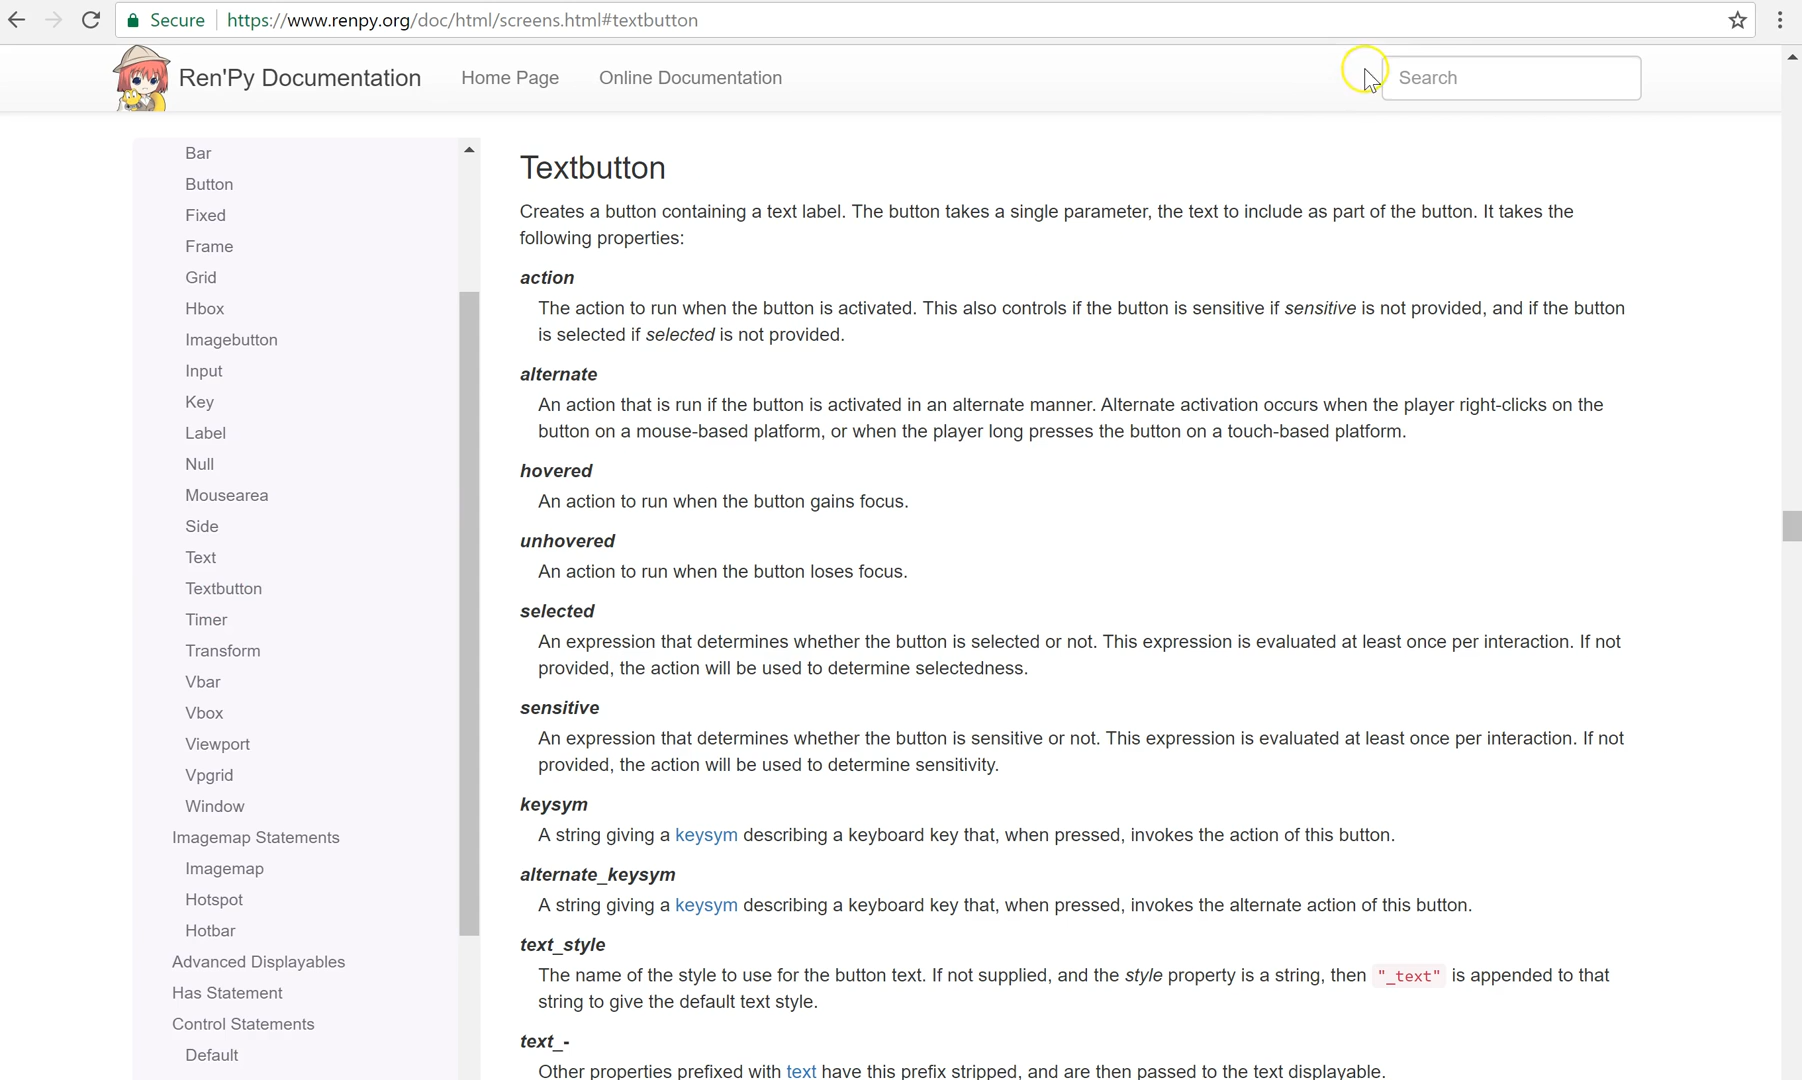 Secure https://www.renpy.org/doc/html/screens.html#textbutton
Ren'Py Documentation Home Page Online Documentation Search
Bar
Button
Fixed
Frame
Grid
Hbox
Imagebutton
Input
Key
Label
Null
Mousearea
Side
Text
Textbutton
Timer
Transform
Vbar
Vbox
Viewport
Vpgrid
Window
Imagemap Statements
Imagemap
Hotspot
Hotbar
Advanced Displayables
Has Statement
Control Statements
Default
Textbutton
Creates a button containing a text label. The button takes a single parameter, the text to include as part of the button. It takes the
following properties:
action
The action to run when the button is activated. This also controls if the button is sensitive if sensitive is not provided, and if the button
is selected if selected is not provided.
alternate
An action that is run if the button is activated in an alternate manner. Alternate activation occurs when the player right-clicks on the
button on a mouse-based platform, or when the player long presses the button on a touch-based platform.
hovered
An action to run when the button gains focus.
unhovered
An action to run when the button loses focus.
selected
An expression that determines whether the button is selected or not. This expression is evaluated at least once per interaction. If not
provided, the action will be used to determine selectedness.
sensitive
An expression that determines whether the button is sensitive or not. This expression is evaluated at least once per interaction. If not
provided, the action will be used to determine sensitivity.
keysym
A string giving a keysym describing a keyboard key that, when pressed, invokes the action of this button.
alternate_keysym
A string giving a keysym describing a keyboard key that, when pressed, invokes the alternate action of this button.
text_style
The name of the style to use for the button text. If not supplied, and the style property is a string, then "_text" is appended to that
string to give the default text style.
text_-
Other properties prefixed with text have this prefix stripped, and are then passed to the text displayable.